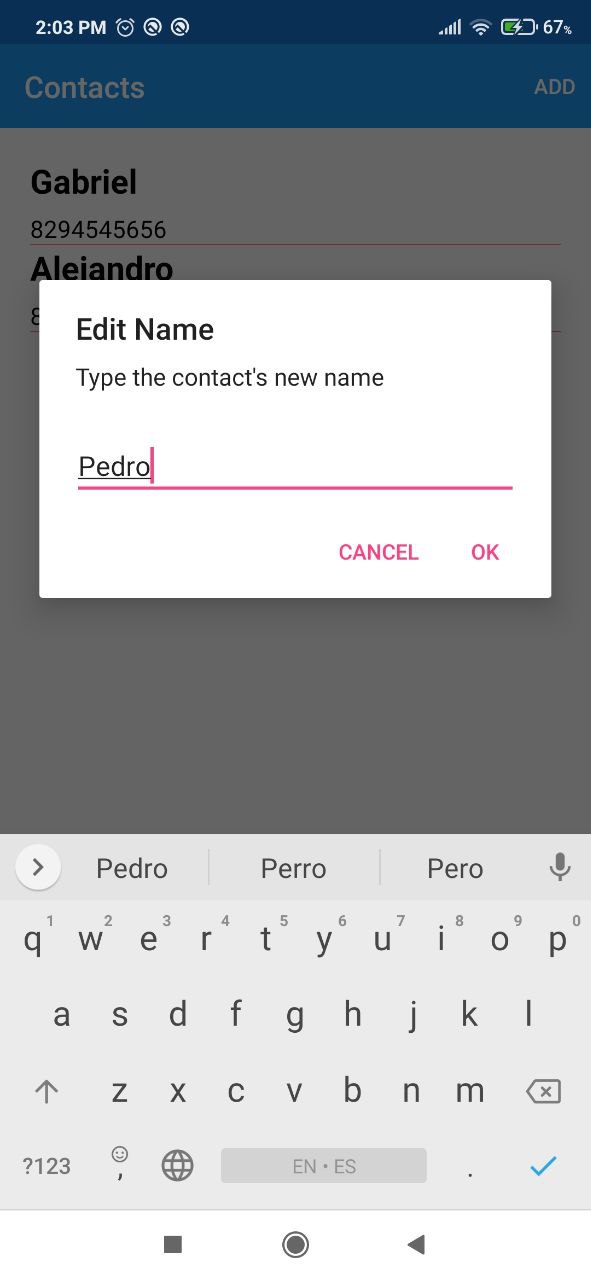 2:03 PM 67%
Contacts ADD
Gabriel
8294545656
Alejandro
8
Edit Name
Type the contact's new name
Pedro
CANCEL OK
Pedro Perro Pero
1 2 3 4 5 6 7 8 9 0
q w e r t y u i o p
a s d f g h j k l
z x c v b n m
?123 , EN • ES .